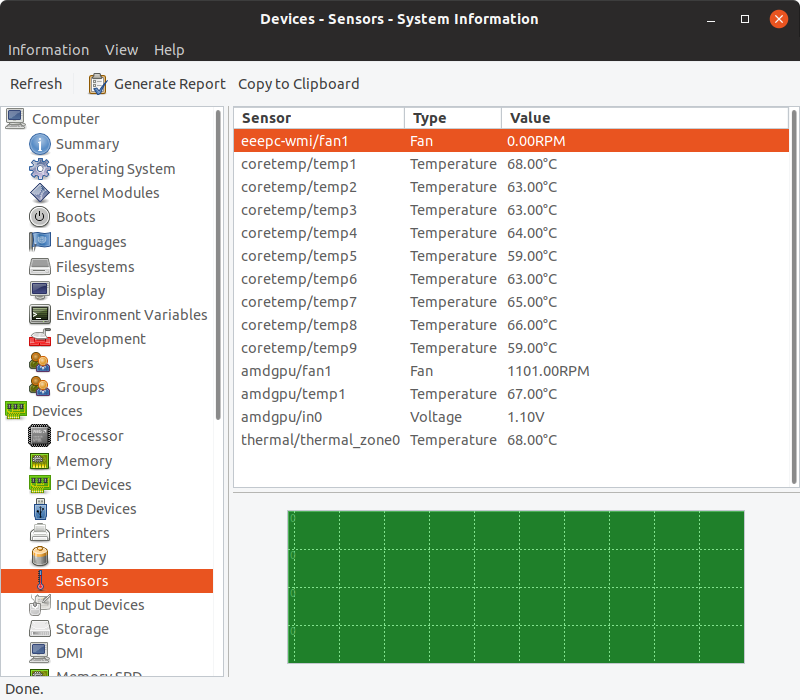 Devices - Sensors - System Information
Information View Help
Refresh Generate Report Copy to Clipboard
Computer
Summary
Operating System
Kernel Modules
Boots
Languages
Filesystems
Display
Environment Variables
Development
Users
Groups
Devices
Processor
Memory
PCI Devices
USB Devices
Printers
Battery
Sensors
Input Devices
Storage
DMI
Memory SPD
Sensor Type Value
eeepc-wmi/fan1 Fan 0.00RPM
coretemp/temp1 Temperature 68.00°C
coretemp/temp2 Temperature 63.00°C
coretemp/temp3 Temperature 63.00°C
coretemp/temp4 Temperature 64.00°C
coretemp/temp5 Temperature 59.00°C
coretemp/temp6 Temperature 63.00°C
coretemp/temp7 Temperature 65.00°C
coretemp/temp8 Temperature 66.00°C
coretemp/temp9 Temperature 59.00°C
amdgpu/fan1 Fan 1101.00RPM
amdgpu/temp1 Temperature 67.00°C
amdgpu/in0 Voltage 1.10V
thermal/thermal_zone0 Temperature 68.00°C
0
0
0
0
Done.